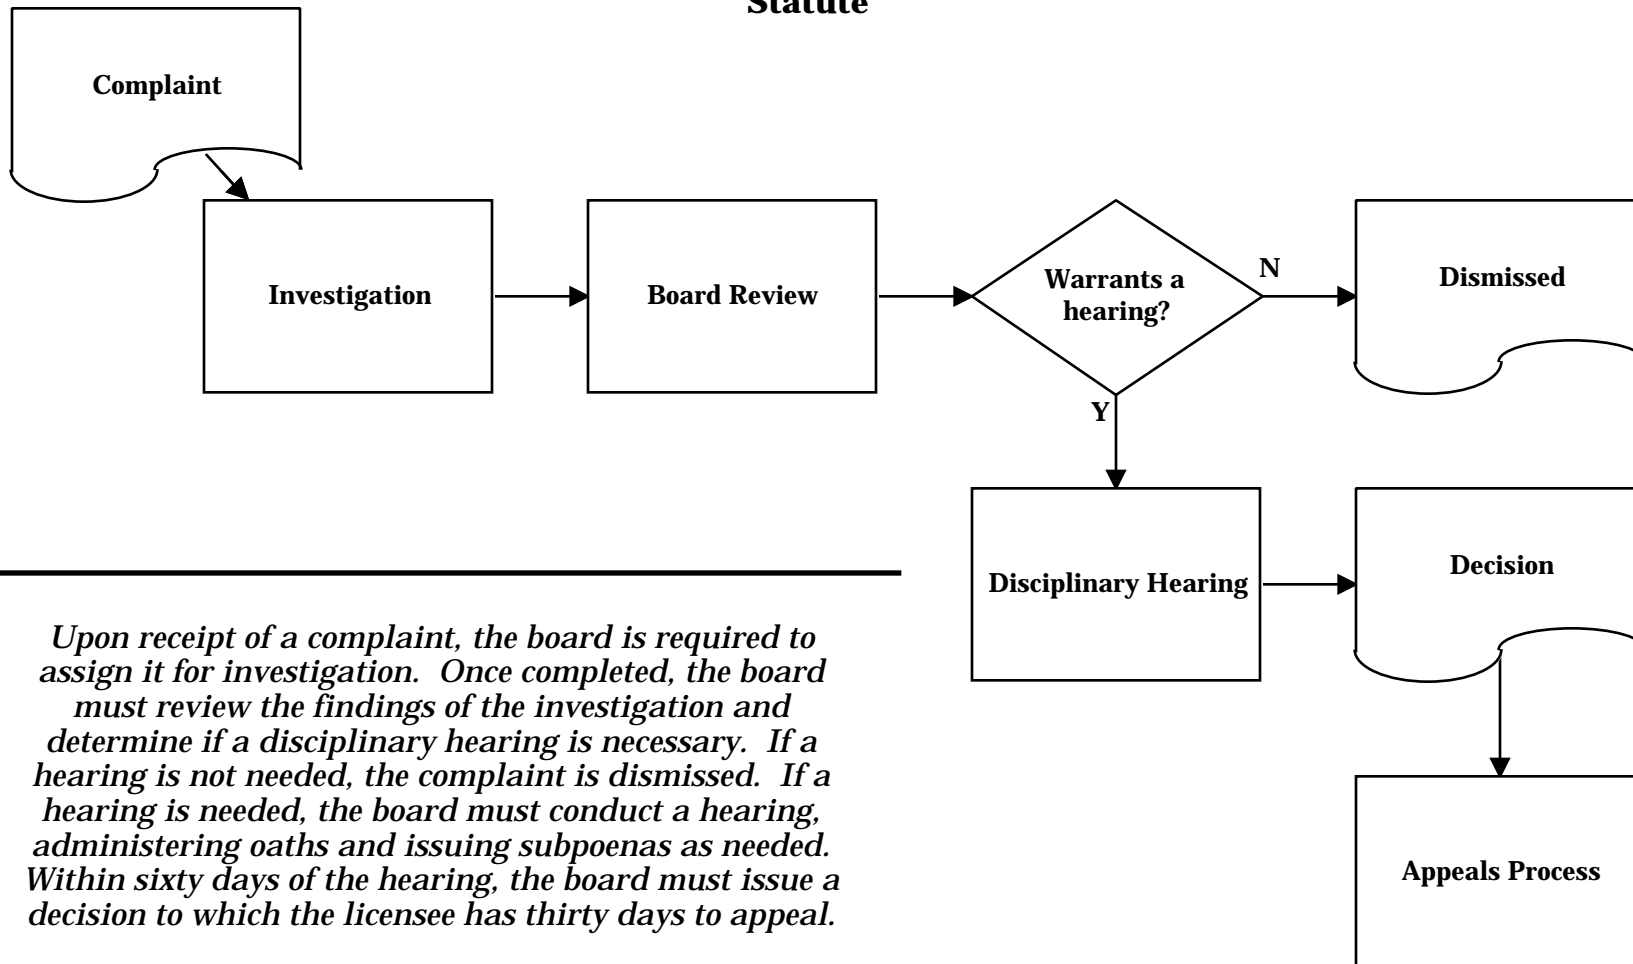 Statute
Complaint
Investigation
Board Review
Warrants a
hearing?
N
Dismissed
Y
Disciplinary Hearing
Decision
Appeals Process
Upon receipt of a complaint, the board is required to
assign it for investigation.  Once completed, the board
must review the findings of the investigation and
determine if a disciplinary hearing is necessary.  If a
hearing is not needed, the complaint is dismissed.  If a
hearing is needed, the board must conduct a hearing,
administering oaths and issuing subpoenas as needed.
Within sixty days of the hearing, the board must issue a
decision to which the licensee has thirty days to appeal.